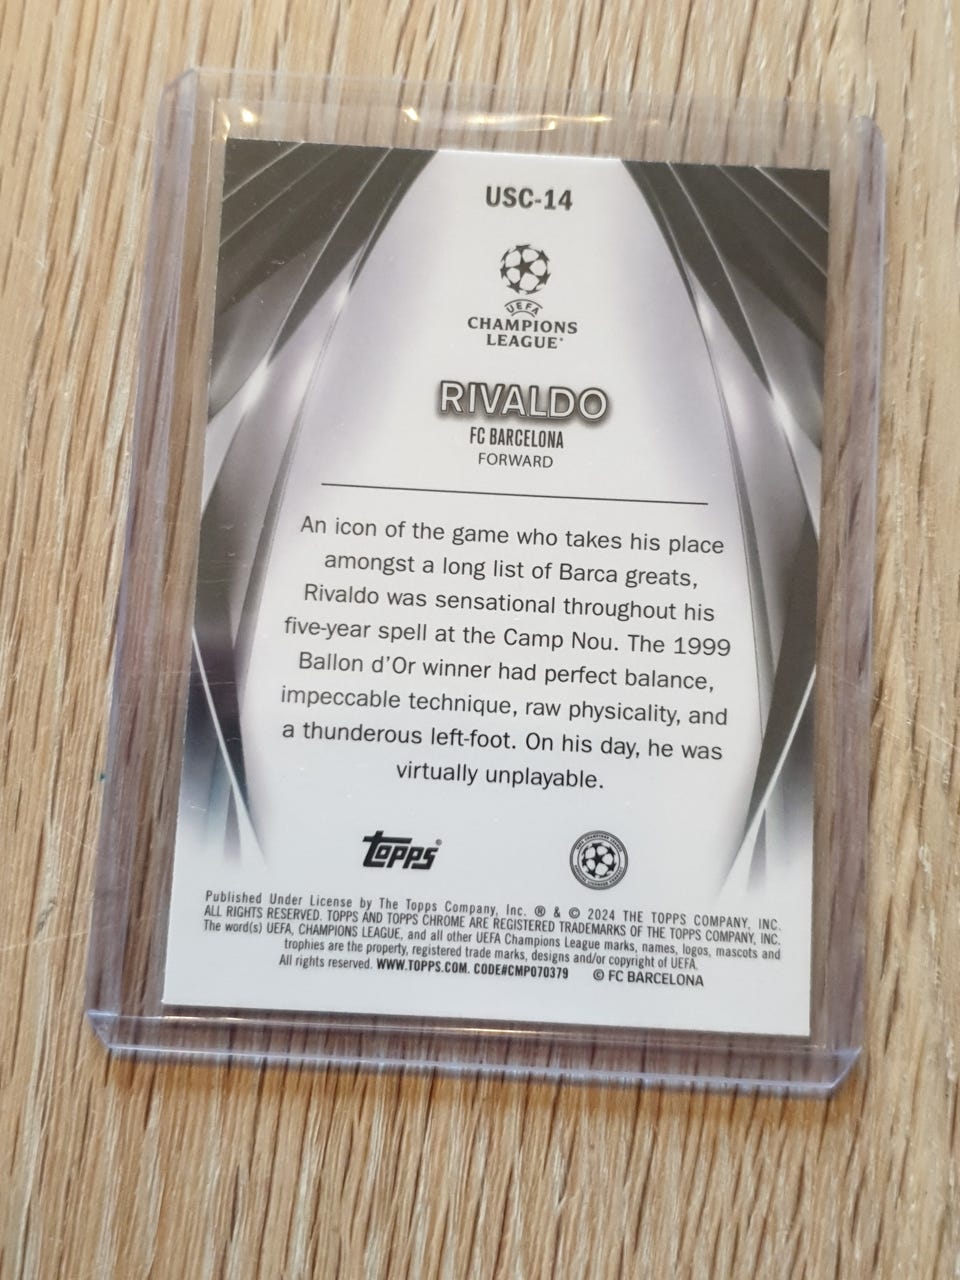 USC-14
UEFA
CHAMPIONS
LEAGUE
RIVALDO
FC BARCELONA
FORWARD
An icon of the game who takes his place
amongst a long list of Barca greats,
Rivaldo was sensational throughout his
five-year spell at the Camp Nou. The 1999
Ballon d'Or winner had perfect balance,
impeccable technique, raw physicality, and
a thunderous left-foot. On his day, he was
virtually unplayable.
Topps®
Published Under License by The Topps Company, Inc. ® & © 2024 THE TOPPS COMPANY, INC.
ALL RIGHTS RESERVED. TOPPS AND TOPPS CHROME ARE REGISTERED TRADEMARKS OF THE TOPPS COMPANY, INC.
The word(s) UEFA, CHAMPIONS LEAGUE, and all other UEFA Champions League marks, names, logos, mascots and
trophies are the property, registered trade marks, designs and/or copyright of UEFA.
All rights reserved. WWW.TOPPS.COM. CODE#CMP070379 © FC BARCELONA